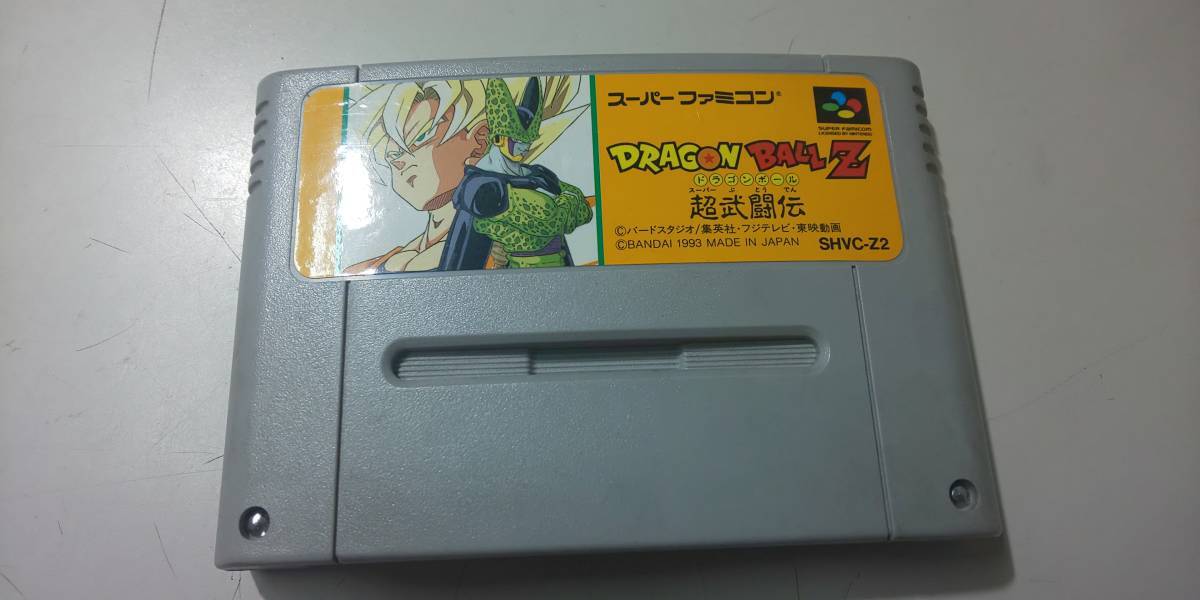 スーパーファミコン®
SUPER FAMICOM
LICENSED BY NINTENDO
DRAGON BALL Z
ドラゴンボール
スーパー ぶ とう でん
超武闘伝
©バードスタジオ/集英社・フジテレビ・東映動画
©BANDAI 1993 MADE IN JAPAN SHVC-Z2